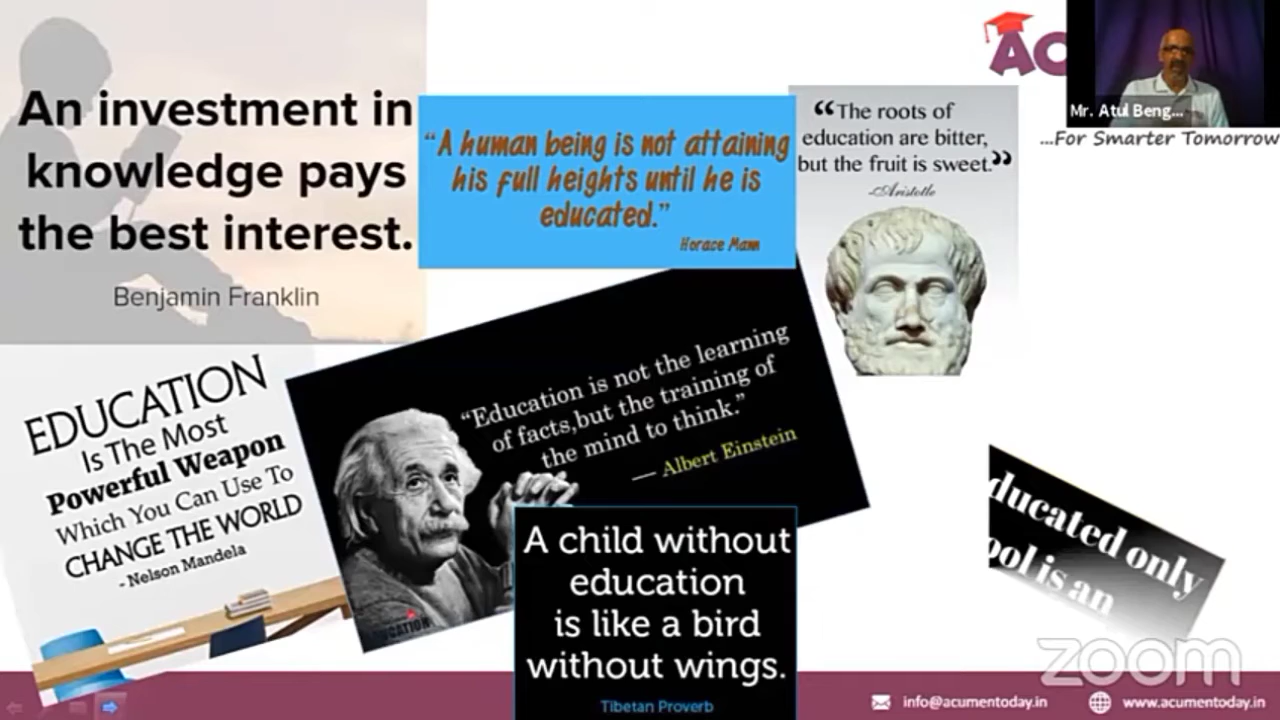 An investment in
knowledge pays
the best interest.
Benjamin Franklin
“A human being is not attaining
his full heights until he is
educated.”
Horace Mann
“The roots of
education are bitter,
but the fruit is sweet.”
-Aristotle
AC
Mr. Atul Beng...
...For Smarter Tomorrow
EDUCATION
Is The Most
Powerful Weapon
Which You Can Use To
CHANGE THE WORLD
- Nelson Mandela
“Education is not the learning
of facts,but the training of
the mind to think.”
— Albert Einstein
A child without
education
is like a bird
without wings.
Tibetan Proverb
ducated only
ool is an
zoom
info@acumentoday.in
www.acumentoday.in